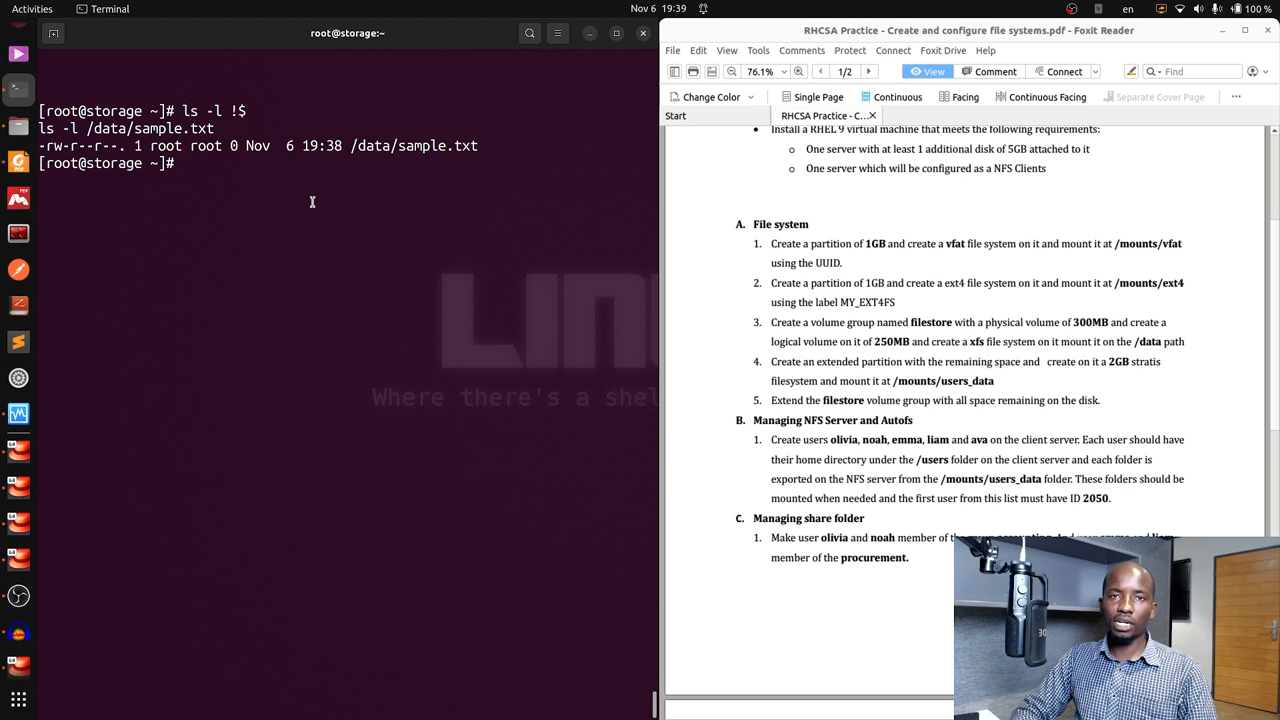 Activities
Terminal
Nov 6 19:39
100 %
root@storage:~
[root@storage ~]# ls -l !$
ls -l /data/sample.txt
-rw-r--r--. 1 root root 0 Nov  6 19:38 /data/sample.txt
[root@storage ~]#
Where there's a shel
RHCSA Practice - Create and configure file systems.pdf - Foxit Reader
File Edit View Tools Comments Protect Connect Foxit Drive Help
76.1% 1/2 View Comment Connect Find
Change Color Single Page Continuous Facing Continuous Facing Separate Cover Page
Start RHCSA Practice - C...
• Install a RHEL 9 virtual machine that meets the following requirements:
o One server with at least 1 additional disk of 5GB attached to it
o One server which will be configured as a NFS Clients
A. File system
1. Create a partition of 1GB and create a vfat file system on it and mount it at /mounts/vfat
using the UUID.
2. Create a partition of 1GB and create a ext4 file system on it and mount it at /mounts/ext4
using the label MY_EXT4FS
3. Create a volume group named filestore with a physical volume of 300MB and create a
logical volume on it of 250MB and create a xfs file system on it mount it on the /data path
4. Create an extended partition with the remaining space and create on it a 2GB stratis
filesystem and mount it at /mounts/users_data
5. Extend the filestore volume group with all space remaining on the disk.
B. Managing NFS Server and Autofs
1. Create users olivia, noah, emma, liam and ava on the client server. Each user should have
their home directory under the /users folder on the client server and each folder is
exported on the NFS server from the /mounts/users_data folder. These folders should be
mounted when needed and the first user from this list must have ID 2050.
C. Managing share folder
1. Make user olivia and noah member of
member of the procurement.